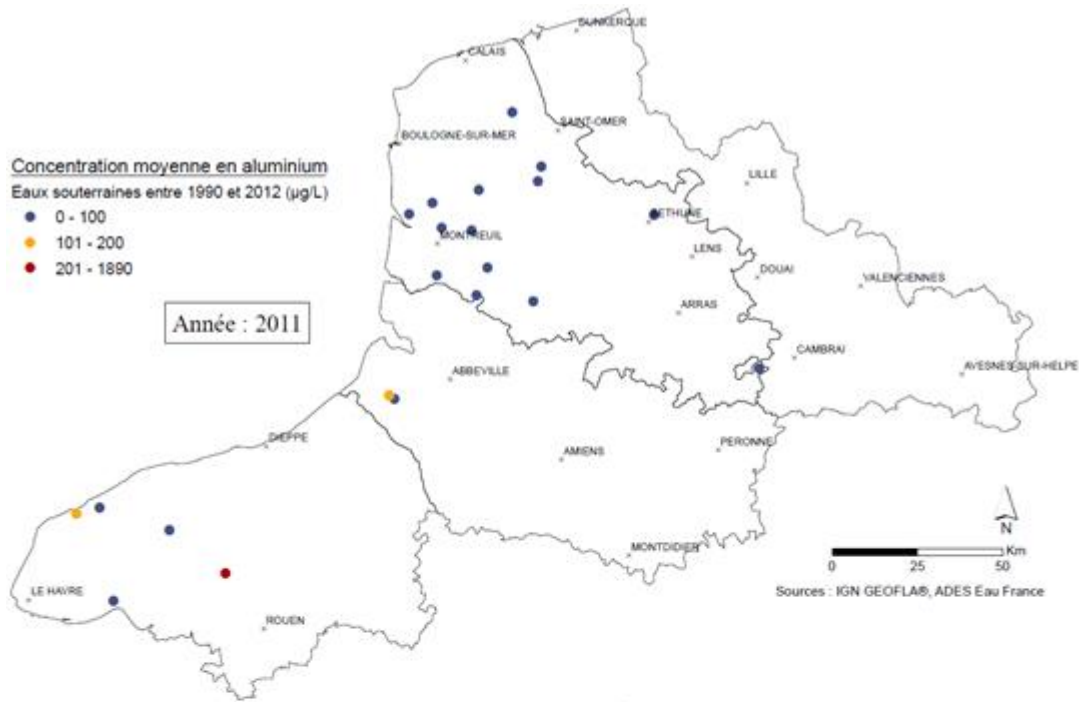 DUNKERQUE
CALAIS
SAINT-OMER
BOULOGNE-SUR-MER
Concentration moyenne en aluminium
Eaux souterraines entre 1990 et 2012 (µg/L)
0 - 100
101 - 200
201 - 1890
LILLE
BETHUNE
MONTREUIL
LENS
DOUAI
VALENCIENNES
Année : 2011
ARRAS
CAMBRAI
ABBEVILLE
AVESNES-SUR-HELPE
DIEPPE
AMIENS
PERONNE
N
MONTDIDIER
Km
0 25 50
Sources : IGN GEOFLA®, ADES Eau France
LE HAVRE
ROUEN